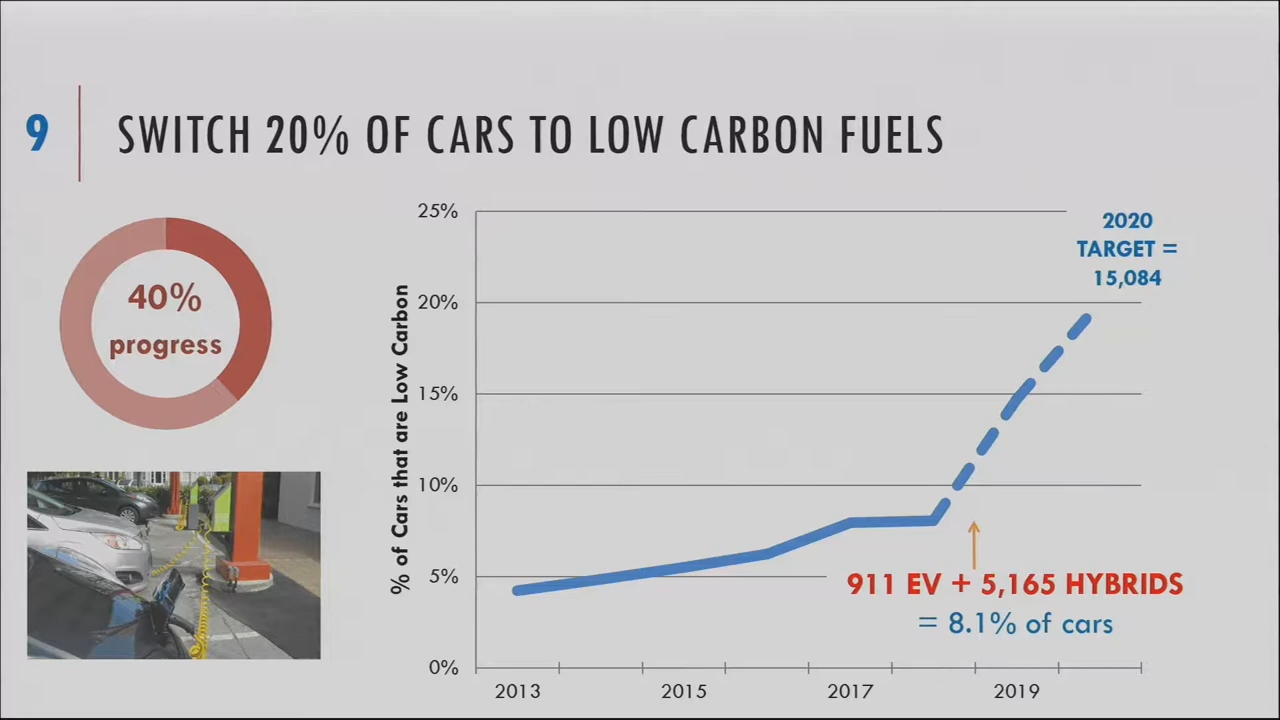 9
SWITCH 20% OF CARS TO LOW CARBON FUELS
40%
progress
% of Cars that are Low Carbon
25%
20%
15%
10%
5%
0%
2013
2015
2017
2019
2020
TARGET =
15,084
911 EV + 5,165 HYBRIDS
= 8.1% of cars